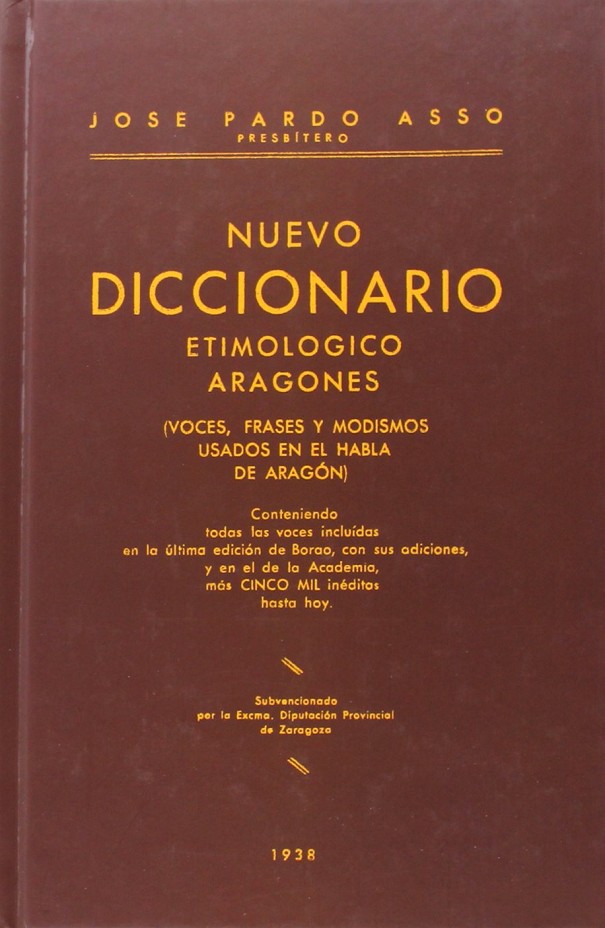 JOSE PARDO ASSO
PRESBÍTERO
NUEVO
DICCIONARIO
ETIMOLOGICO
ARAGONES
(VOCES, FRASES Y MODISMOS
USADOS EN EL HABLA
DE ARAGÓN)
Conteniendo
todas las voces incluídas
en la última edición de Borao, con sus adiciones,
y en el de la Academia,
más CINCO MIL inéditas
hasta hoy.
Subvencionado
por la Excma. Diputación Provincial
de Zaragoza
1938